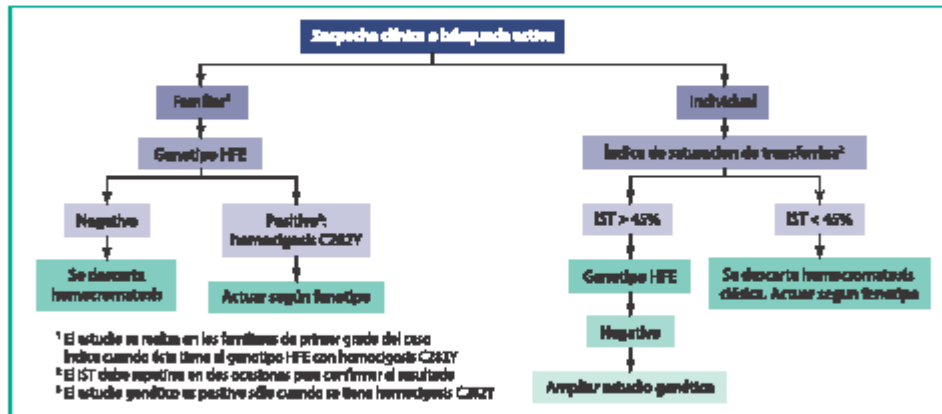 Sospecha clínica o búsqueda activa
Familiar¹
Individual
Genotipo HFE
Índice de saturación de transferrina²
Negativo
Positivo³:
homocigosis C282Y
IST > 45%
IST < 45%
Se descarta
hemocromatosis
Actuar según fenotipo
Genotipo HFE
Se descarta hemocromatosis
clásica. Actuar según fenotipo
Negativo
Ampliar estudio genético
¹ El estudio se realiza en los familiares de primer grado del caso
índice cuando éste tiene el genotipo HFE con homocigosis C282Y
² El IST debe repetirse en dos ocasiones para confirmar el resultado
³ El estudio genético es positivo sólo cuando se tiene homocigosis C282Y